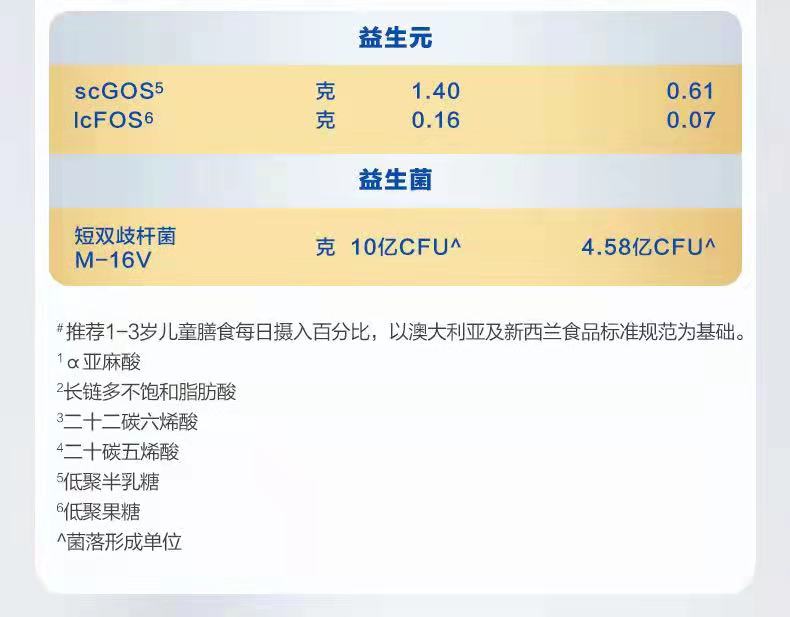 益生元
scGOS⁵ 克 1.40 0.61
lcFOS⁶ 克 0.16 0.07
益生菌
短双歧杆菌
M-16V 克 10亿CFU^ 4.58亿CFU^
#推荐1-3岁儿童膳食每日摄入百分比，以澳大利亚及新西兰食品标准规范为基础。
¹α亚麻酸
²长链多不饱和脂肪酸
³二十二碳六烯酸
⁴二十碳五烯酸
⁵低聚半乳糖
⁶低聚果糖
^菌落形成单位